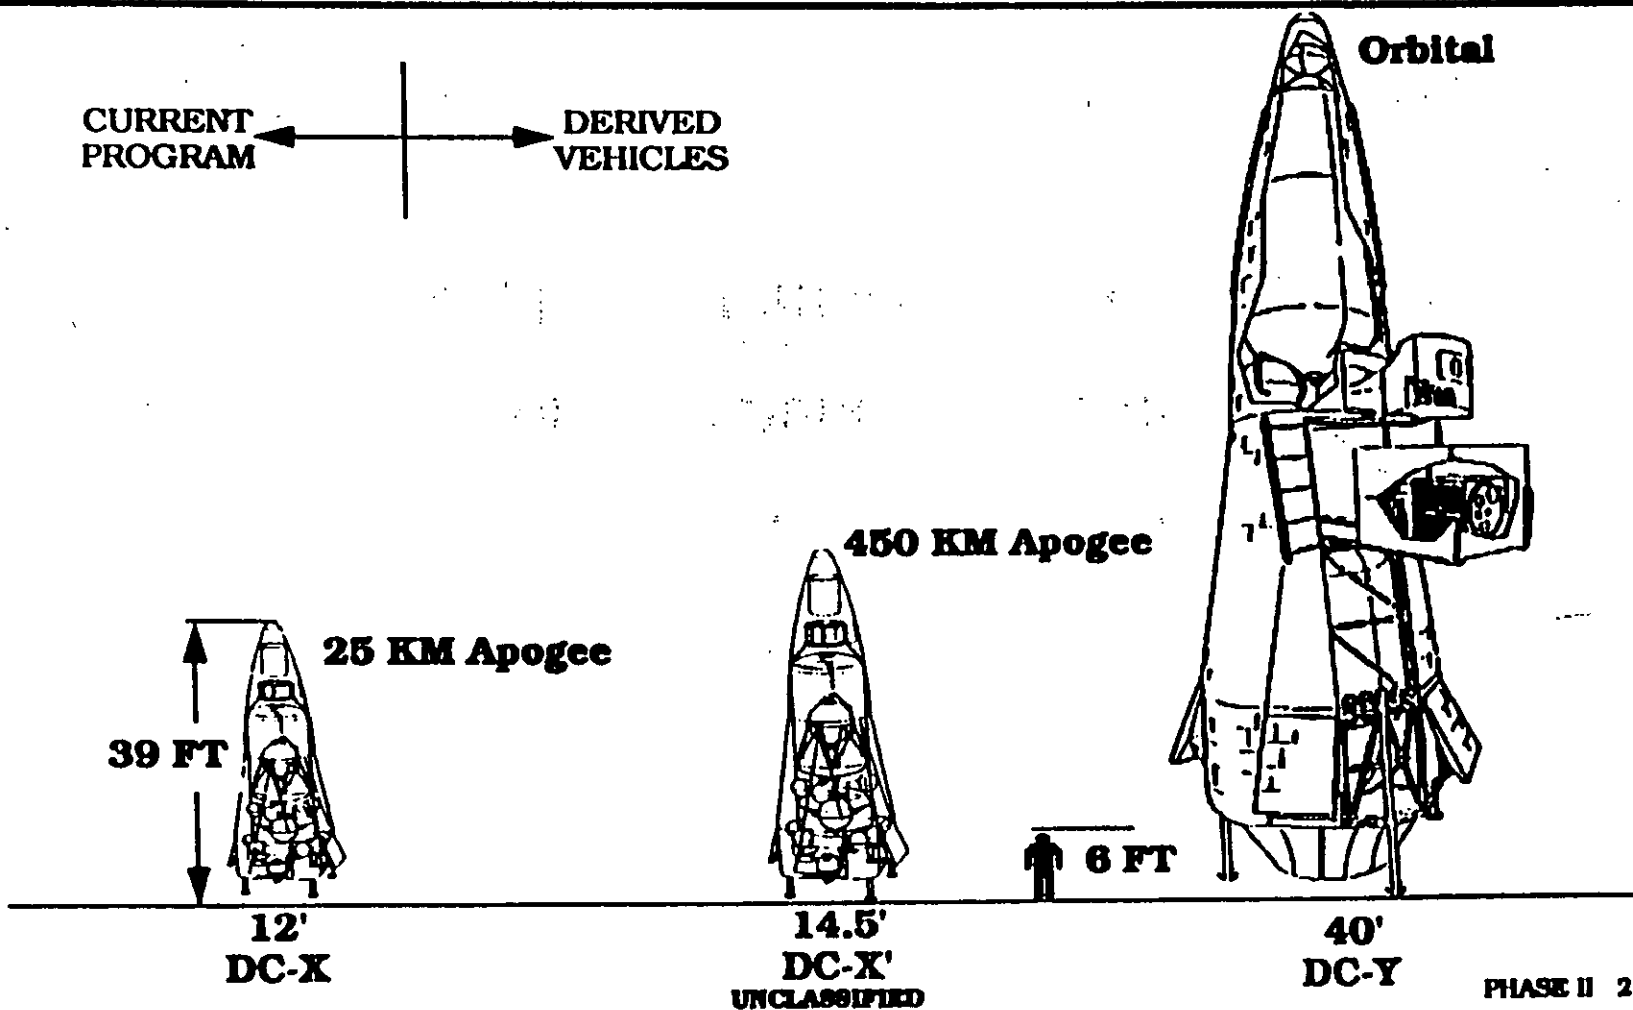 Orbital
CURRENT
PROGRAM
DERIVED
VEHICLES
450 KM Apogee
25 KM Apogee
39 FT
6 FT
12'
DC-X
14.5'
DC-X'
UNCLASSIFIED
40'
DC-Y
PHASE II 2